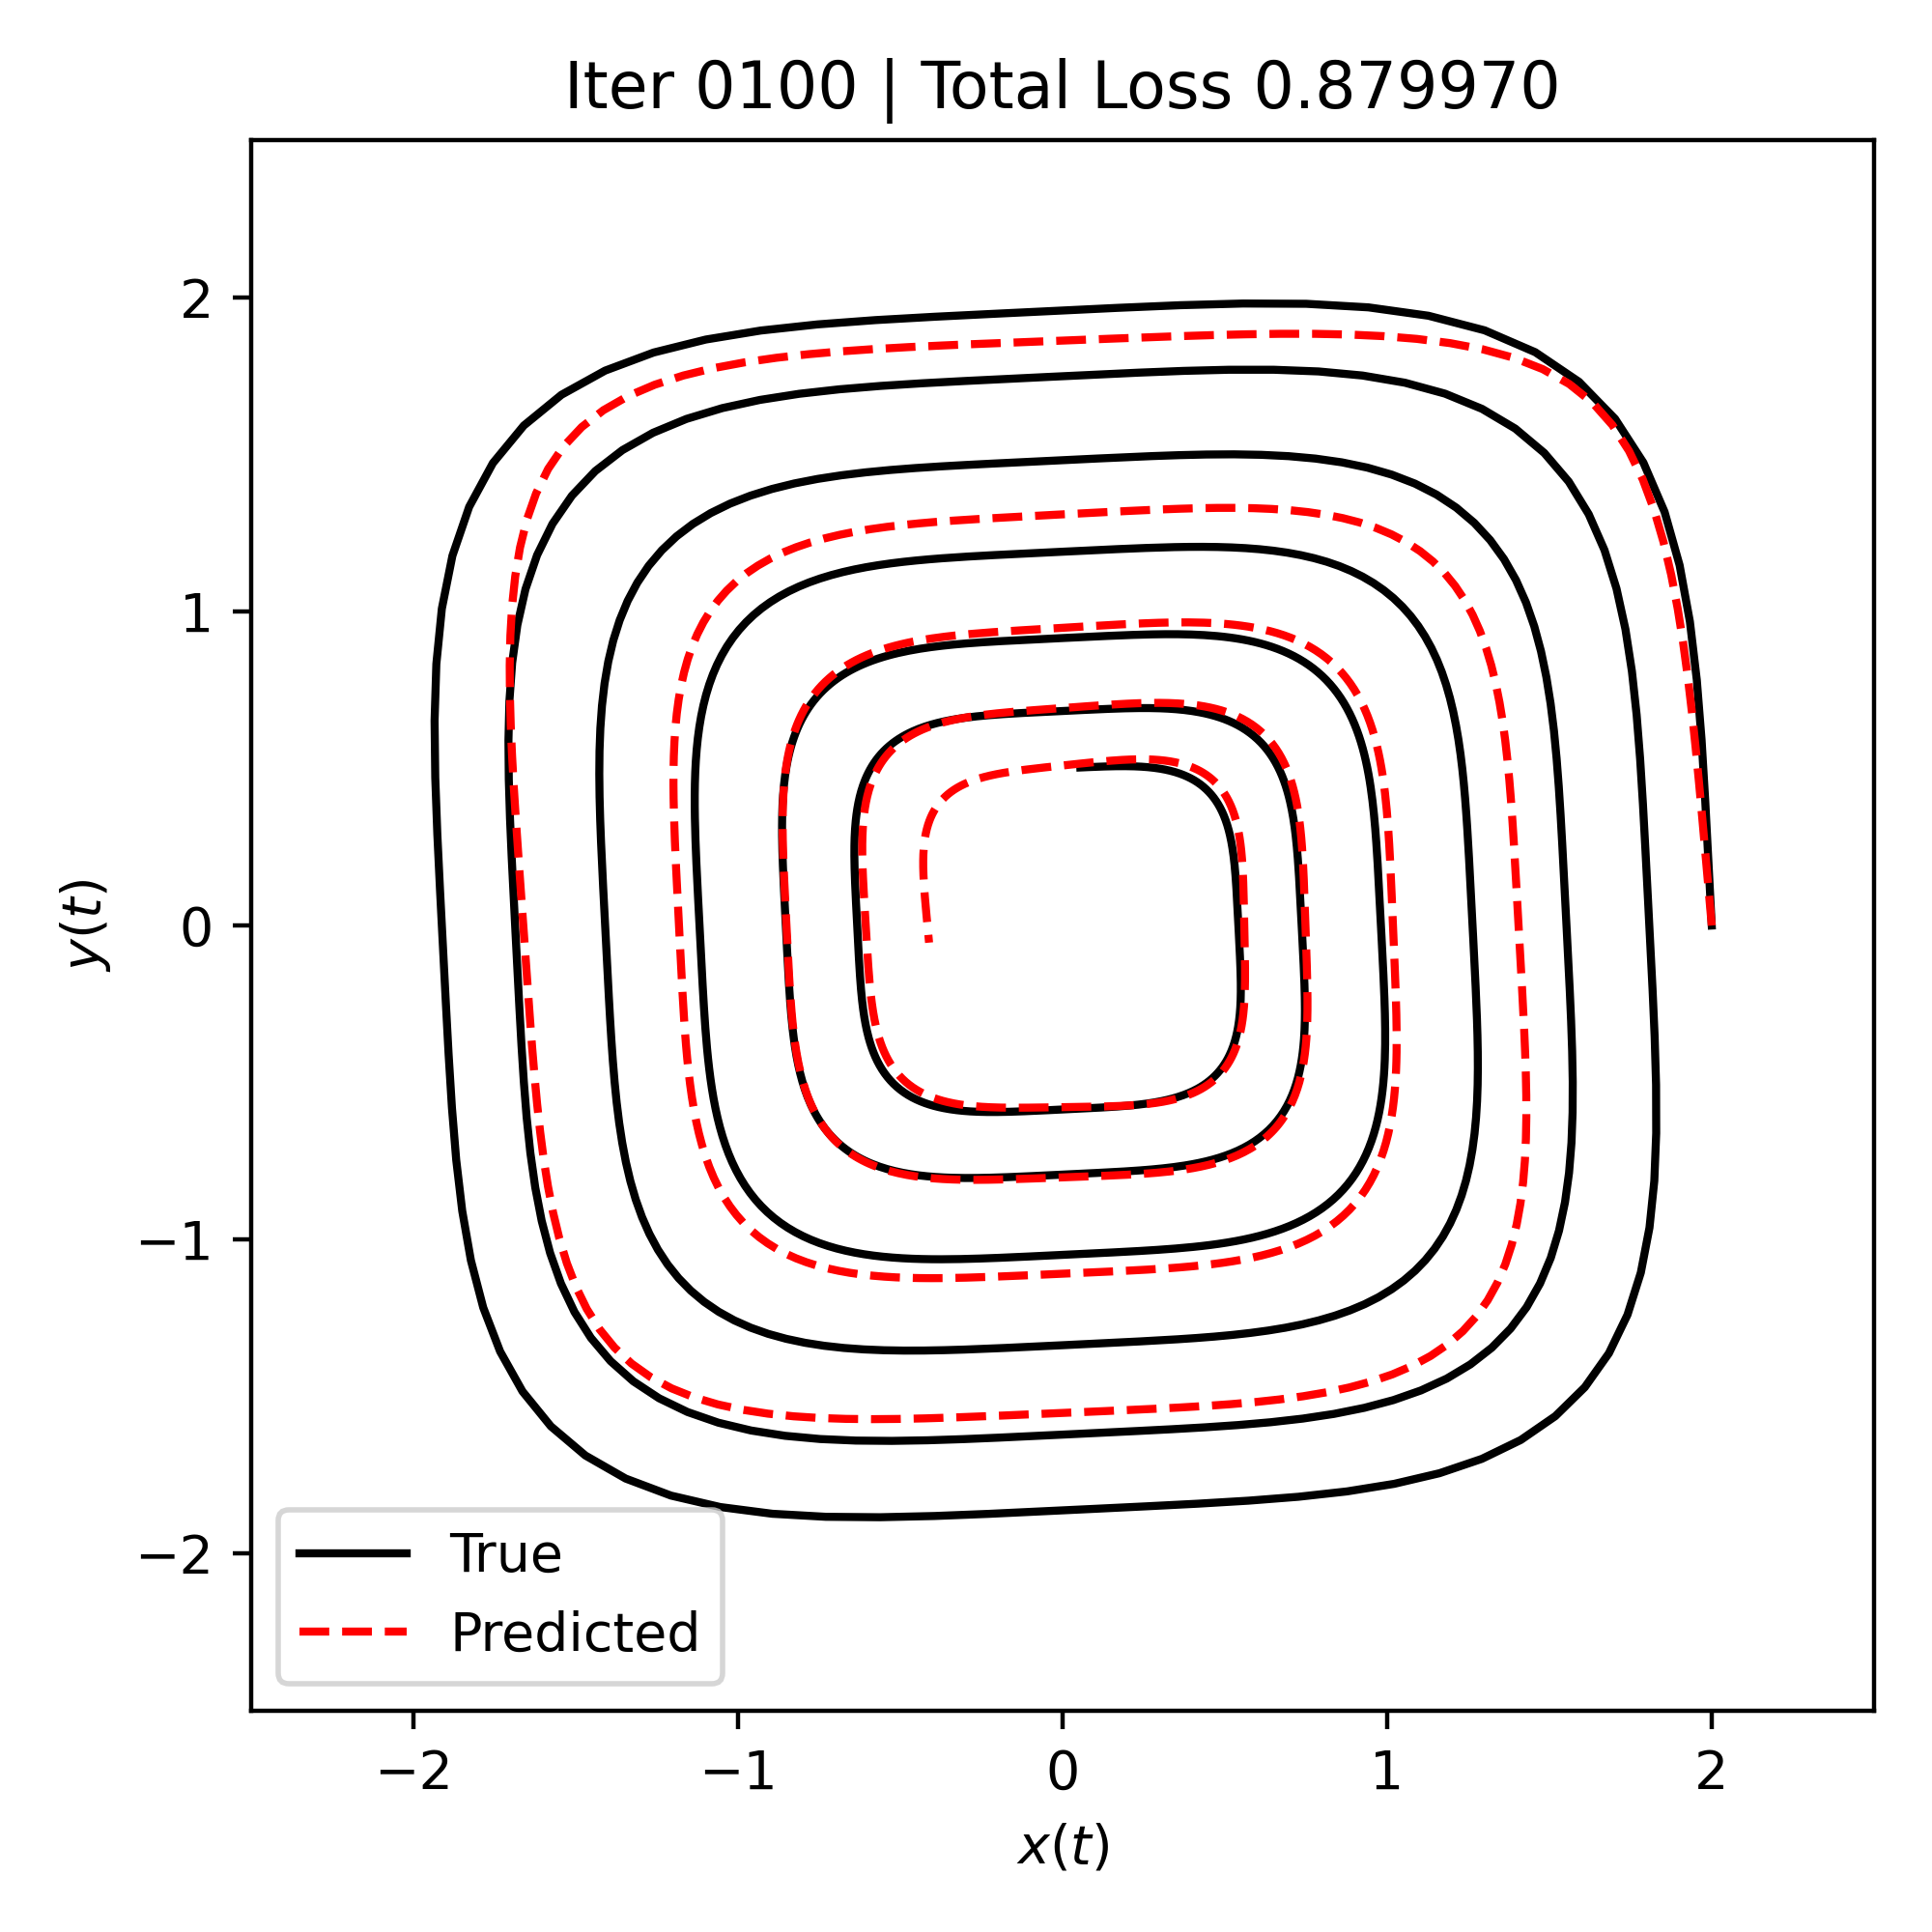 Iter 0100 | Total Loss 0.879970
y(t)
2
1
0
−1
−2
True
Predicted
−2 −1 0 1 2
x(t)